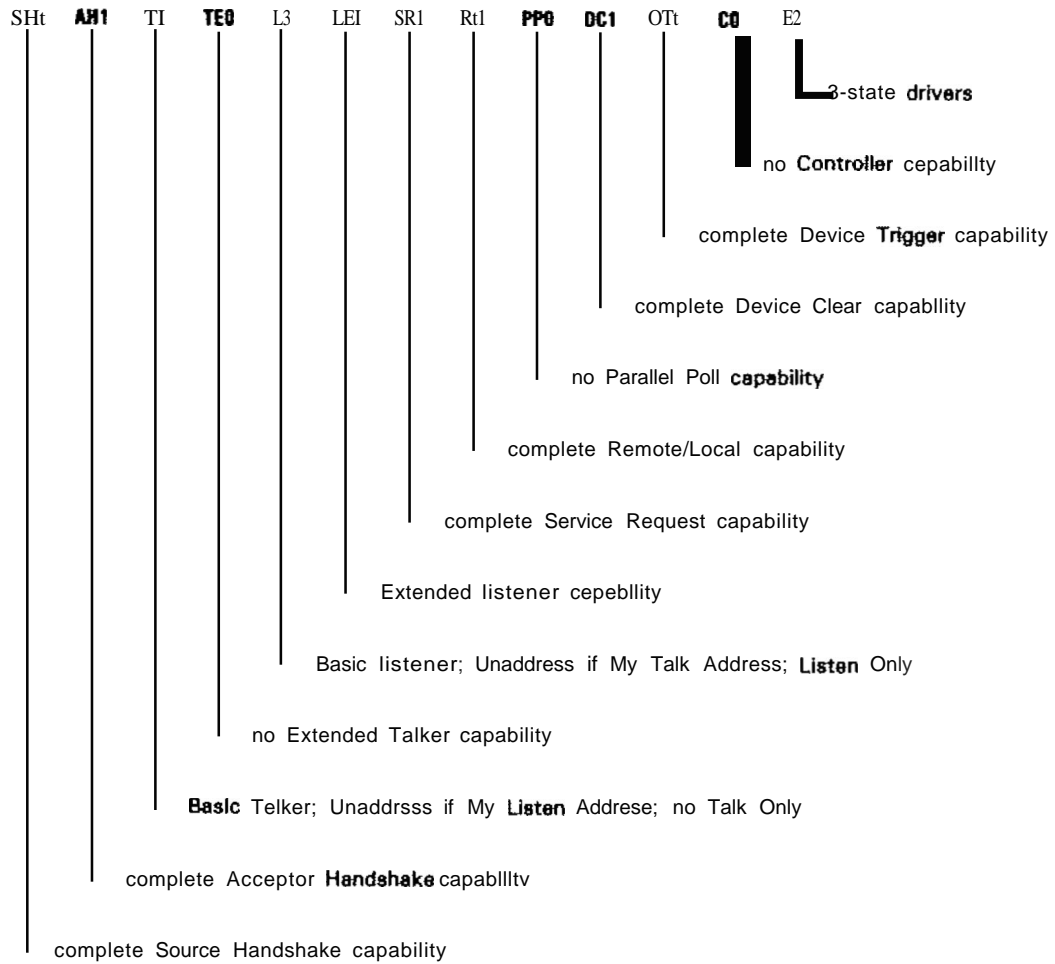 SHt AH1 TI TE0 L3 LEI SR1 Rt1 PP0 DC1 OTt C0 E2
3-state drivers
no Controller cepabillty
complete Device Trigger capability
complete Device Clear capabllity
no Parallel Poll capability
complete Remote/Local capability
complete Service Request capability
Extended listener cepebllity
Basic listener; Unaddress if My Talk Address; Listen Only
no Extended Talker capability
Basic Telker; Unaddrsss if My Listen Addrese; no Talk Only
complete Acceptor Handshake capabllltv
complete Source Handshake capability